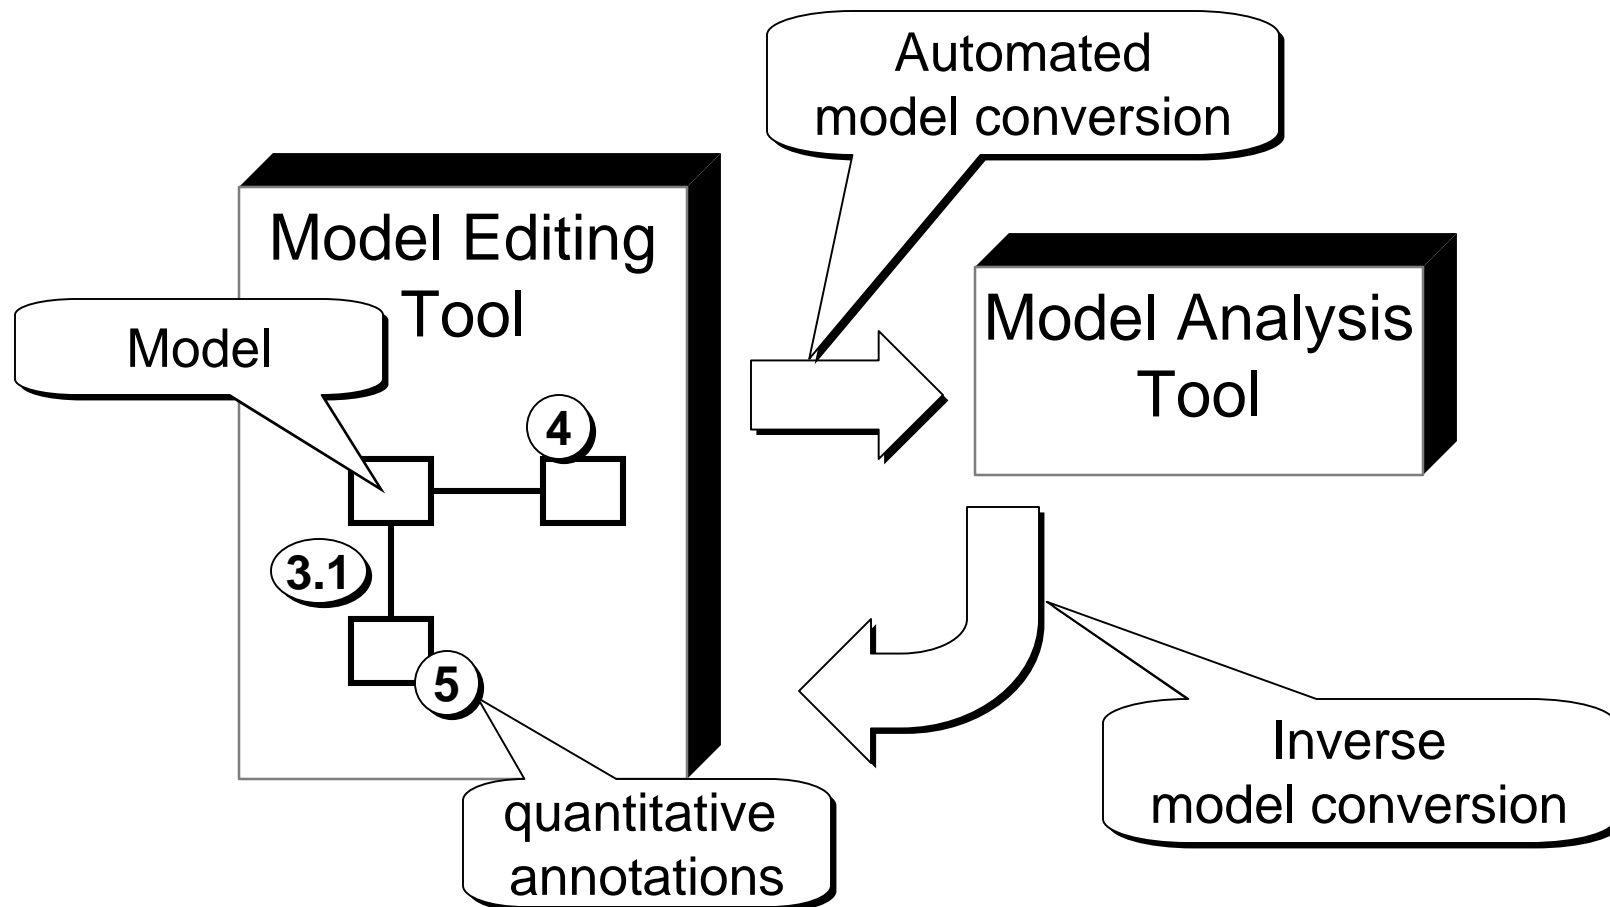 Automated
model conversion
Model Editing
Tool
Model
Model Analysis
Tool
4
3.1
5
quantitative
annotations
Inverse
model conversion